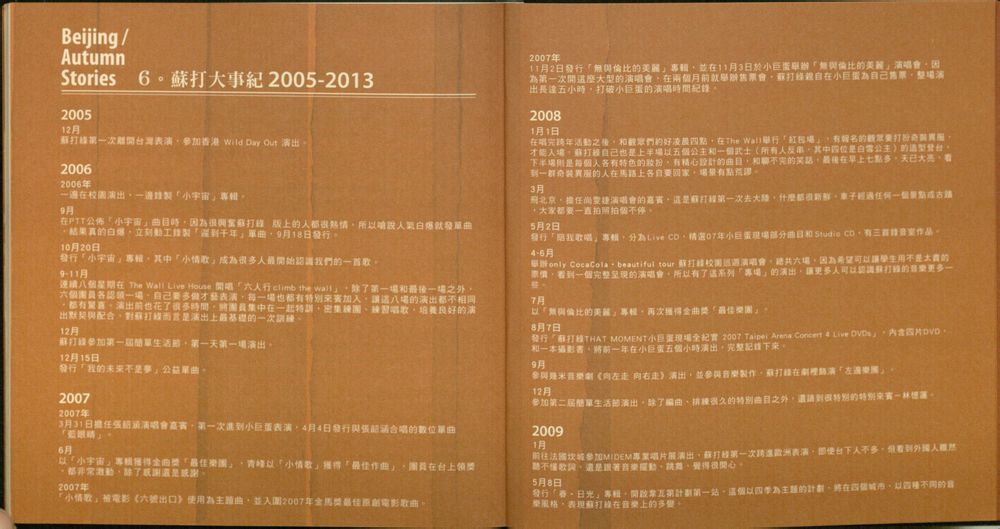 Beijing /
Autumn
Stories 6。蘇打大事紀 2005-2013
2005
12月
蘇打綠第一次離開台灣表演，參加香港 Wild Day Out 演出。
2006
2006年
一邊在校園演出，一邊錄製「小宇宙」專輯。
9月
在PTT公佈「小宇宙」曲目時，因為很興奮蘇打綠 版上的人都很熱情，所以嗆說人氣白爆就發單曲
，結果真的白爆，立刻動工錄製「遲到千年」單曲，9月18日發行。
10月20日
發行「小宇宙」專輯，其中「小情歌」成為很多人最開始認識我們的一首歌。
9-11月
連續八個星期在 The Wall Live House 開唱「六人行climb the wall」，除了第一場和最後一場之外，
六個團員各認領一場，自己要多做才藝表演，每一場也都有特別來賓加入，讓這八場的演出都不相同
，都有驚喜。演出前也花了很多時間，將團員集中在一起特訓，密集練團、練習唱歌，培養良好的演
出默契與配合，對蘇打綠而言是演出上最基礎的一次訓練。
12月
蘇打綠參加第一屆簡單生活節，第一天第一場演出。
12月15日
發行「我的未來不是夢」公益單曲。
2007
2007年
3月31日擔任張韶涵演唱會嘉賓，第一次進到小巨蛋表演，4月4日發行與張韶涵合唱的數位單曲
「藍眼睛」。
6月
以「小宇宙」專輯獲得金曲獎「最佳樂團」，青峰以「小情歌」獲得「最佳作曲」，團員在台上領獎
，都非常激動，除了感謝還是感謝。
2007年
「小情歌」被電影《六號出口》使用為主題曲，並入圍2007年金馬獎最佳原創電影歌曲。
2007年
11月2日發行「無與倫比的美麗」專輯，並在11月3日於小巨蛋舉辦「無與倫比的美麗」演唱會，因
為第一次開這麼大型的演唱會，在兩個月前就舉辦售票會，蘇打綠親自在小巨蛋為自己售票，整場演
出長達五小時，打破小巨蛋的演唱時間紀錄。
2008
1月1日
在唱完跨年活動之後，和觀眾們約好凌晨四點，在The Wall舉行「紅包場」，有報名的觀眾要打扮奇裝異服，
才能入場，蘇打綠自己也是上半場以五個公主和一個武士（所有人反串，其中四位是白雪公主）的造型登台，
下半場則是每個人各有特色的妝扮，有精心設計的曲目，和聊不完的笑話，最後在早上七點多，天已大亮，看
到一群奇裝異服的人在馬路上各自要回家，場景有點荒謬。
3月
飛北京，擔任尚雯婕演唱會的嘉賓，這是蘇打綠第一次去大陸，什麼都很新鮮，車子經過任何一個景點或古蹟
，大家都要一直拍照拍個不停。
5月2日
發行「陪我歌唱」專輯，分為Live CD，精選07年小巨蛋現場部分曲目和Studio CD，有三首錄音室作品。
4-6月
舉辦only CocaCola，beautiful tour 蘇打綠校園巡迴演唱會，總共六場，因為希望可以讓學生用不是太貴的
票價，看到一個完整呈現的演唱會，所以有了這系列「專場」的演出，讓更多人可以認識蘇打綠的音樂更多一
些。
7月
以「無與倫比的美麗」專輯，再次獲得金曲獎「最佳樂團」。
8月7日
發行「蘇打綠THAT MOMENT小巨蛋現場全紀實 2007 Taipei Arena Concert 4 Live DVDs」，內含四片DVD，
和一本攝影書，將前一年在小巨蛋五個小時演出，完整記錄下來。
9月
參與幾米音樂劇《向左走 向右走》演出，並參與音樂製作，蘇打綠在劇裡飾演「左邊樂團」。
12月
參加第二屆簡單生活節演出，除了編曲、排練很久的特別曲目之外，還請到很特別的特別來賓－林憶蓮。
2009
1月
前往法國坎城參加MIDEM專業唱片展演出，蘇打綠第一次跨進歐洲表演，即使台下人不多，但看到外國人雖然
聽不懂歌詞，還是跟著音樂擺動、跳舞，覺得很開心。
5月8日
發行「春・日光」專輯，開啟韋瓦第計劃第一站，這個以四季為主題的計劃，將在四個城市，以四種不同的音
樂風格，表現蘇打綠在音樂上的多變。